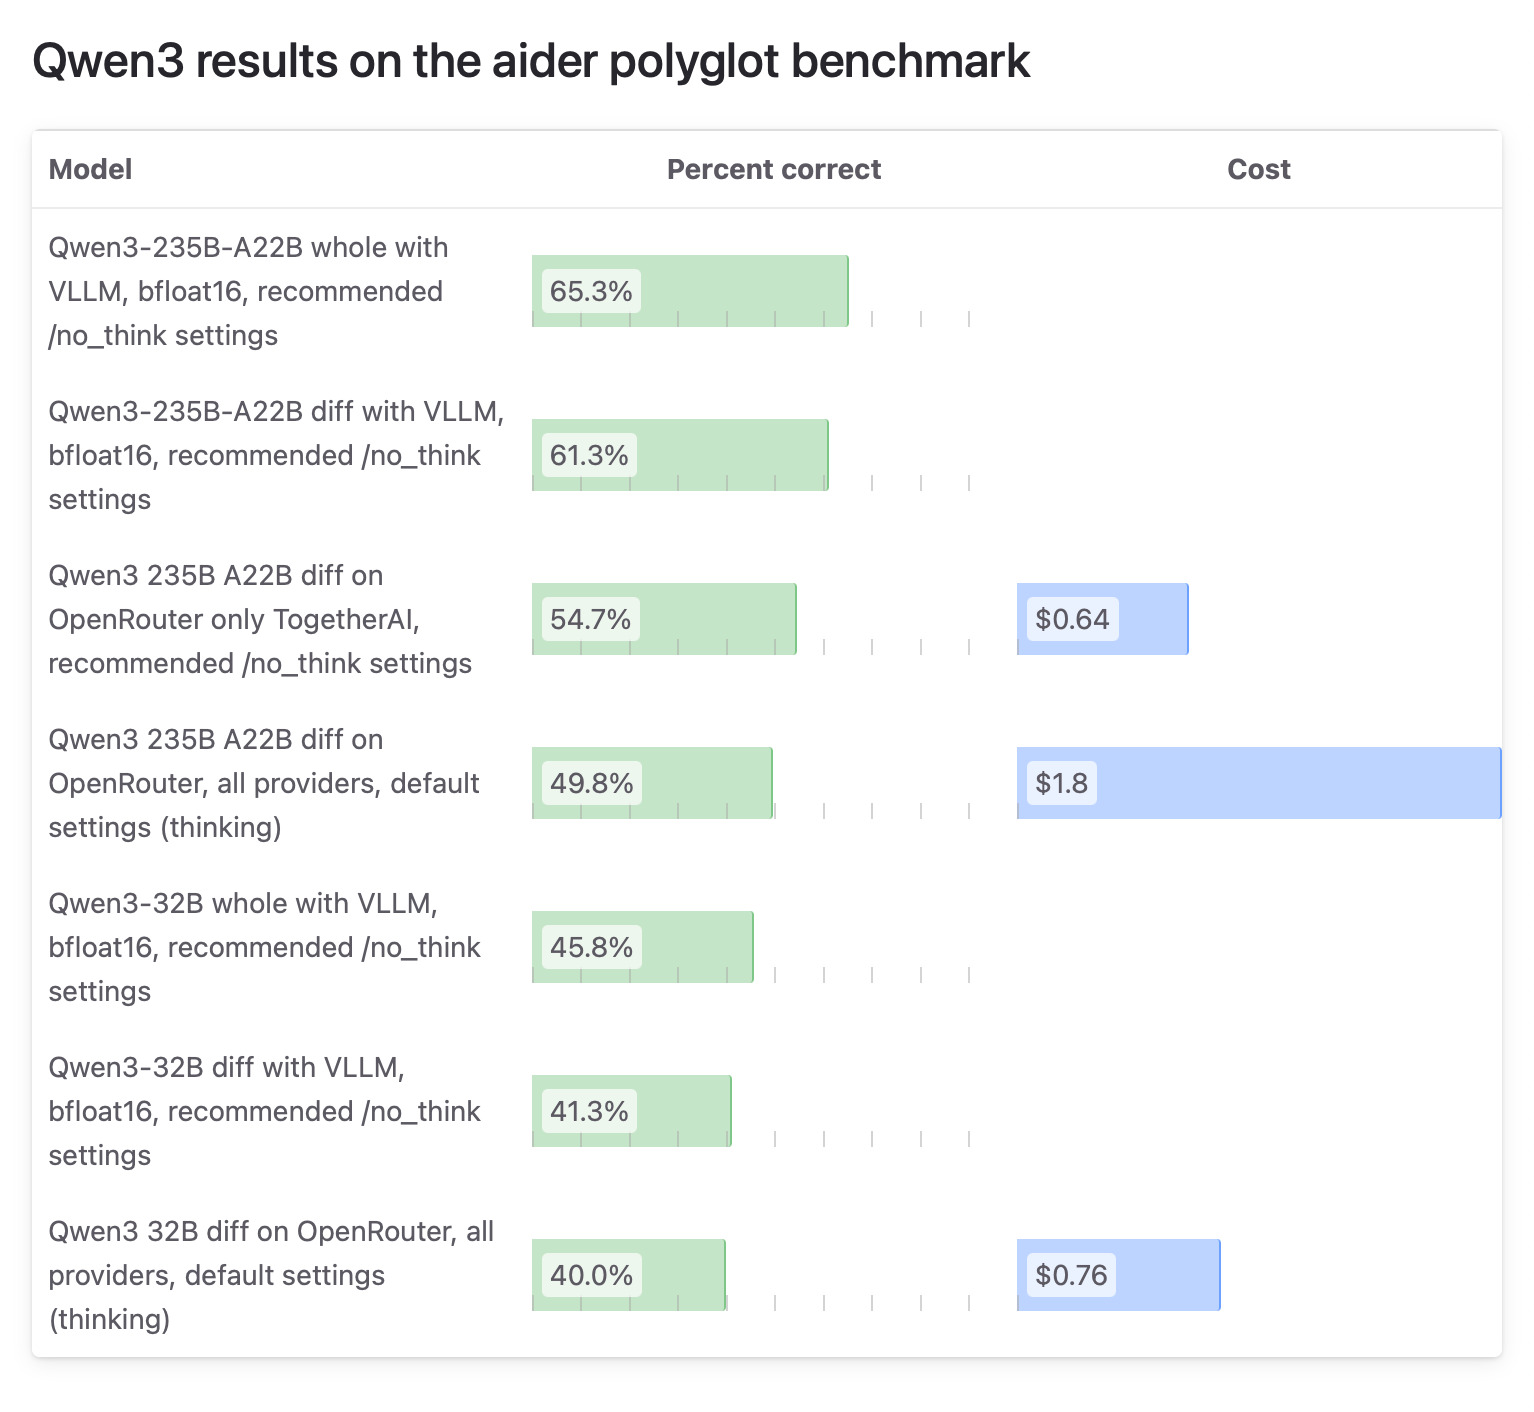 Qwen3 results on the aider polyglot benchmark
Model Percent correct Cost
Qwen3-235B-A22B whole with
VLLM, bfloat16, recommended
/no_think settings
65.3%
Qwen3-235B-A22B diff with VLLM,
bfloat16, recommended /no_think
settings
61.3%
Qwen3 235B A22B diff on
OpenRouter only TogetherAI,
recommended /no_think settings
54.7%
$0.64
Qwen3 235B A22B diff on
OpenRouter, all providers, default
settings (thinking)
49.8%
$1.8
Qwen3-32B whole with VLLM,
bfloat16, recommended /no_think
settings
45.8%
Qwen3-32B diff with VLLM,
bfloat16, recommended /no_think
settings
41.3%
Qwen3 32B diff on OpenRouter, all
providers, default settings
(thinking)
40.0%
$0.76